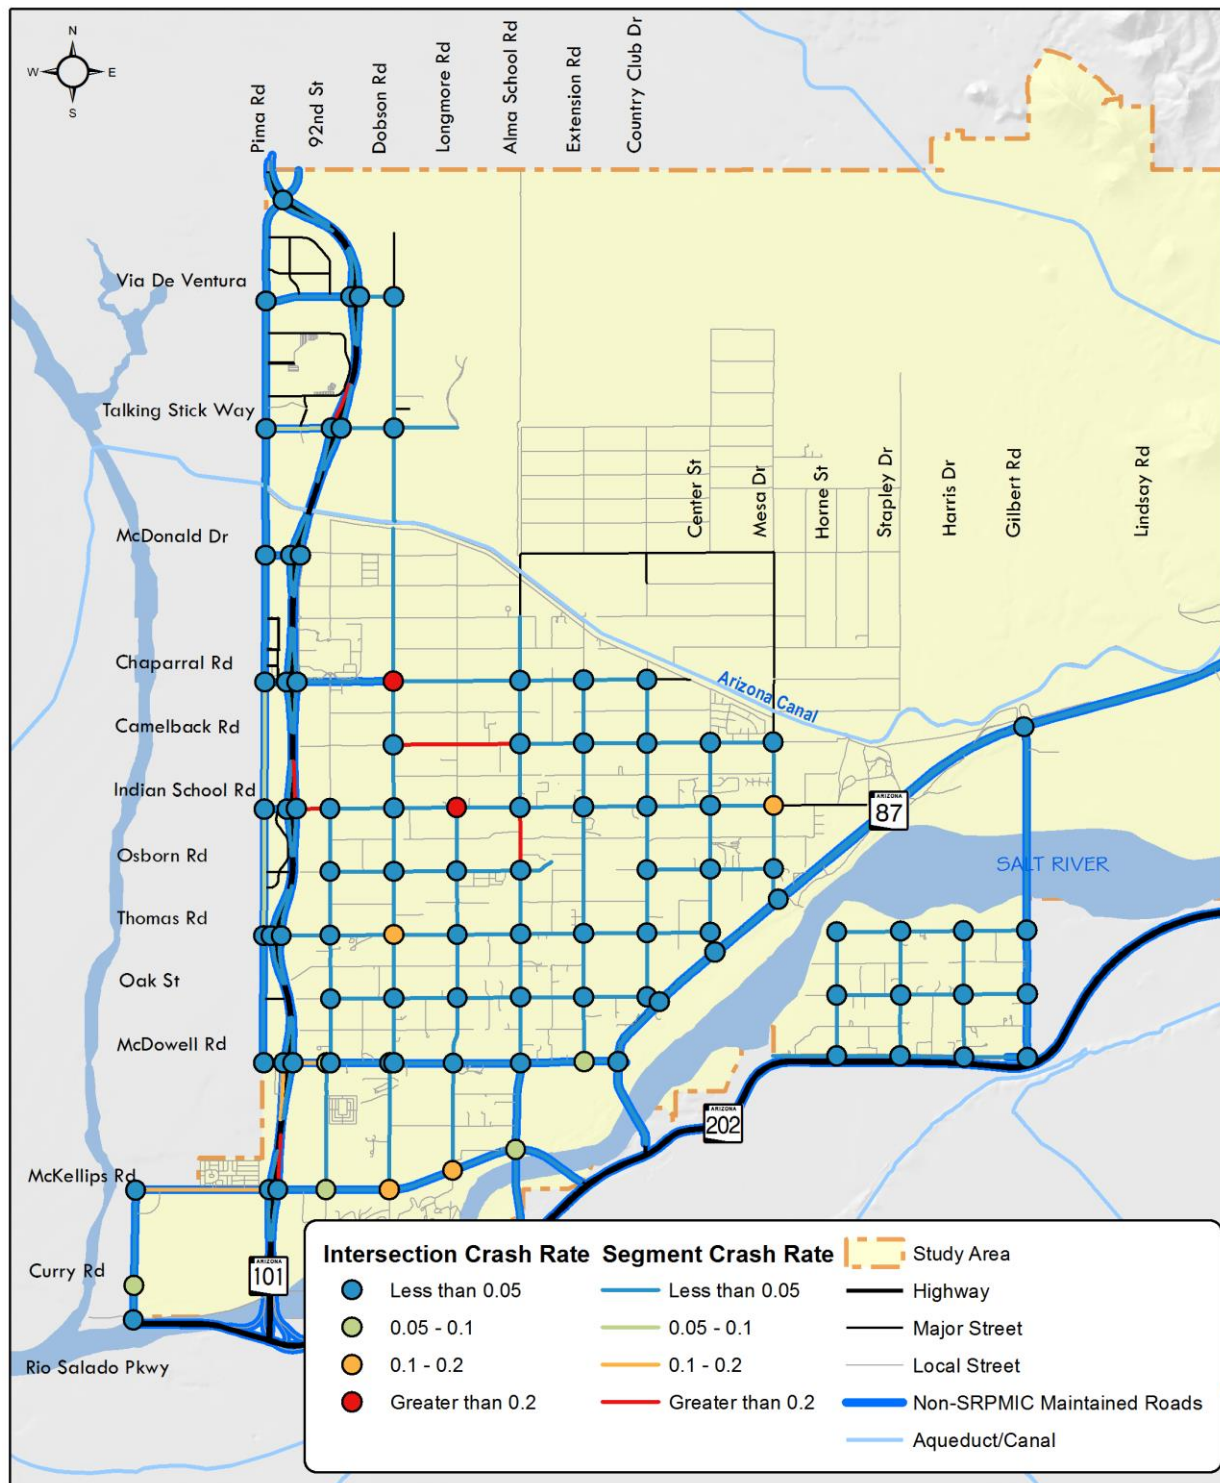 N
W
E
S
Pima Rd
92nd St
Dobson Rd
Longmore Rd
Alma School Rd
Extension Rd
Country Club Dr
Via De Ventura
Talking Stick Way
McDonald Dr
Center St
Mesa Dr
Horne St
Stapley Dr
Harris Dr
Gilbert Rd
Lindsay Rd
Chaparral Rd
Arizona Canal
Camelback Rd
Indian School Rd
ARIZONA
87
Osborn Rd
SALT RIVER
Thomas Rd
Oak St
McDowell Rd
ARIZONA
202
McKellips Rd
Curry Rd
ARIZONA
101
Rio Salado Pkwy
Intersection Crash Rate
Less than 0.05
0.05 - 0.1
0.1 - 0.2
Greater than 0.2
Segment Crash Rate
Less than 0.05
0.05 - 0.1
0.1 - 0.2
Greater than 0.2
Study Area
Highway
Major Street
Local Street
Non-SRPMIC Maintained Roads
Aqueduct/Canal